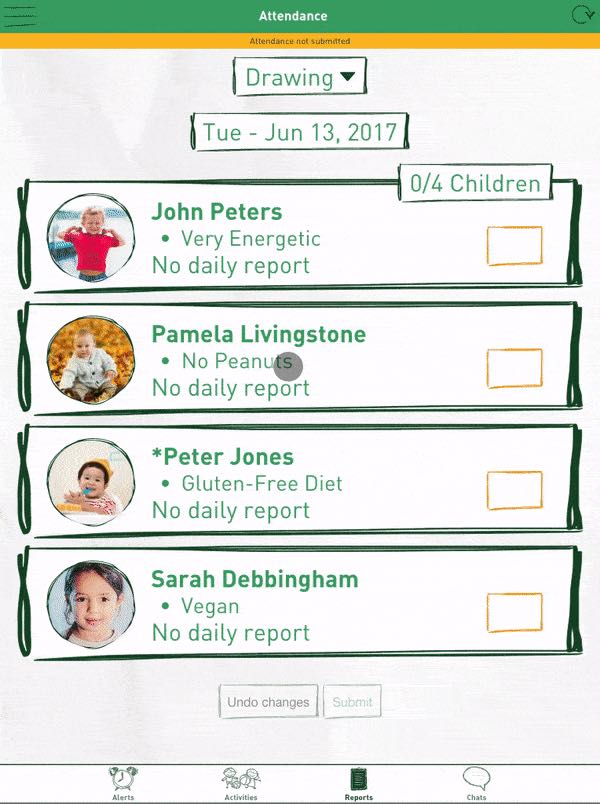 Attendance
Attendance not submitted
Drawing
Tue - Jun 13, 2017
0/4 Children
John Peters
• Very Energetic
No daily report
Pamela Livingstone
• No Peanuts
No daily report
*Peter Jones
• Gluten-Free Diet
No daily report
Sarah Debbingham
• Vegan
No daily report
Undo changes Submit
Alerts Activities Reports Chats